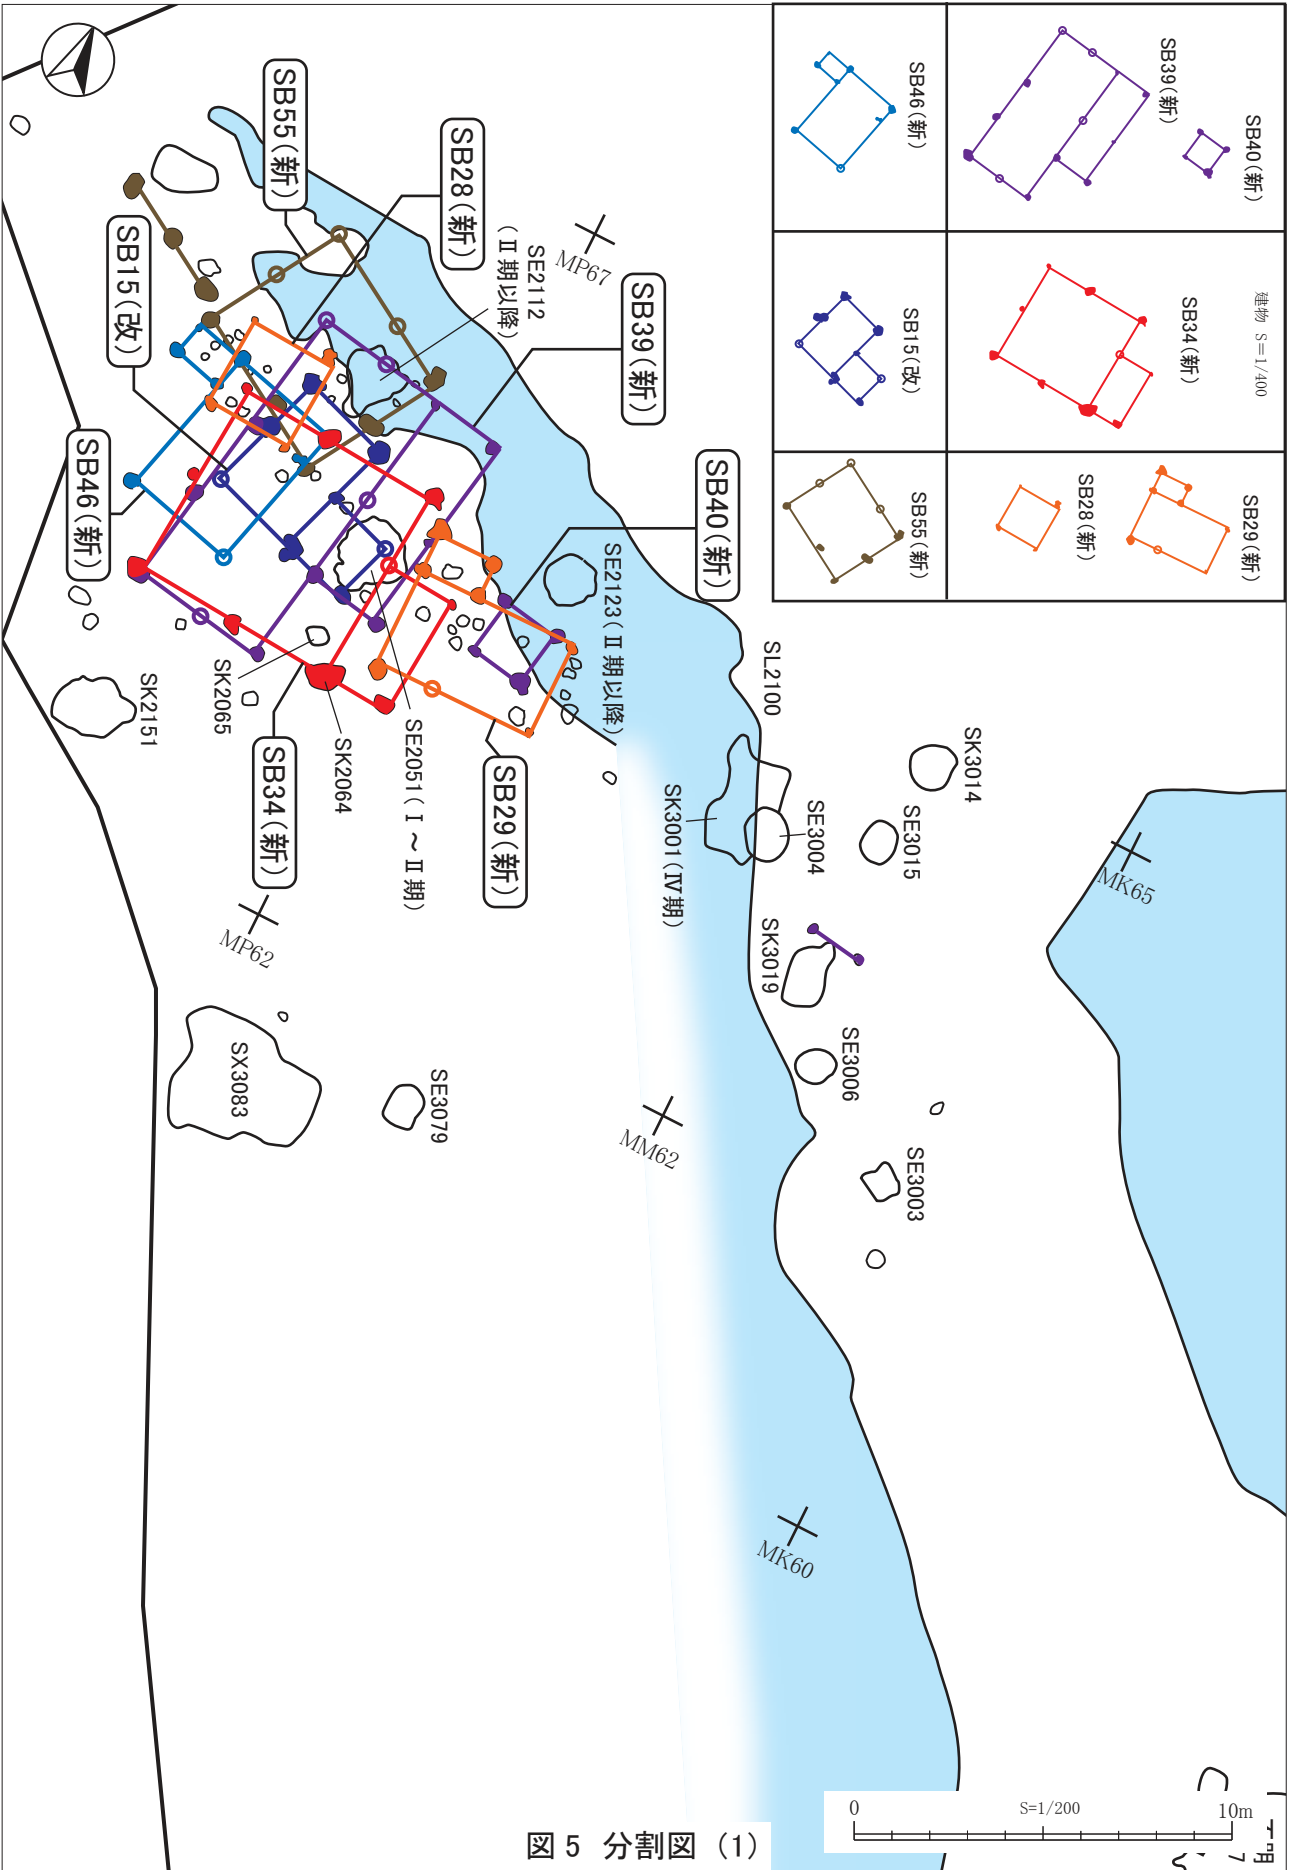 SB40(新)
SB39(新)
SB46(新)
建物 S=1/400
SB34(新)
SB15(改)
SB29(新)
SB28(新)
SB55(新)
SB55(新)
SB28(新)
SB15(改)
SB46(新)
SE2112
(Ⅱ期以降)
MP67
SB39(新)
SB40(新)
SE2123(Ⅱ期以降)
SL2100
SK2151
SK2065
SB34(新)
SK2064
SE2051(Ⅰ～Ⅱ期)
SB29(新)
SK3001(Ⅳ期)
SE3004
SE3015
SK3014
MK65
SK3019
SE3006
SE3003
MP62
SX3083
SE3079
MM62
MK60
0 S=1/200 10m
図5 分割図(1)